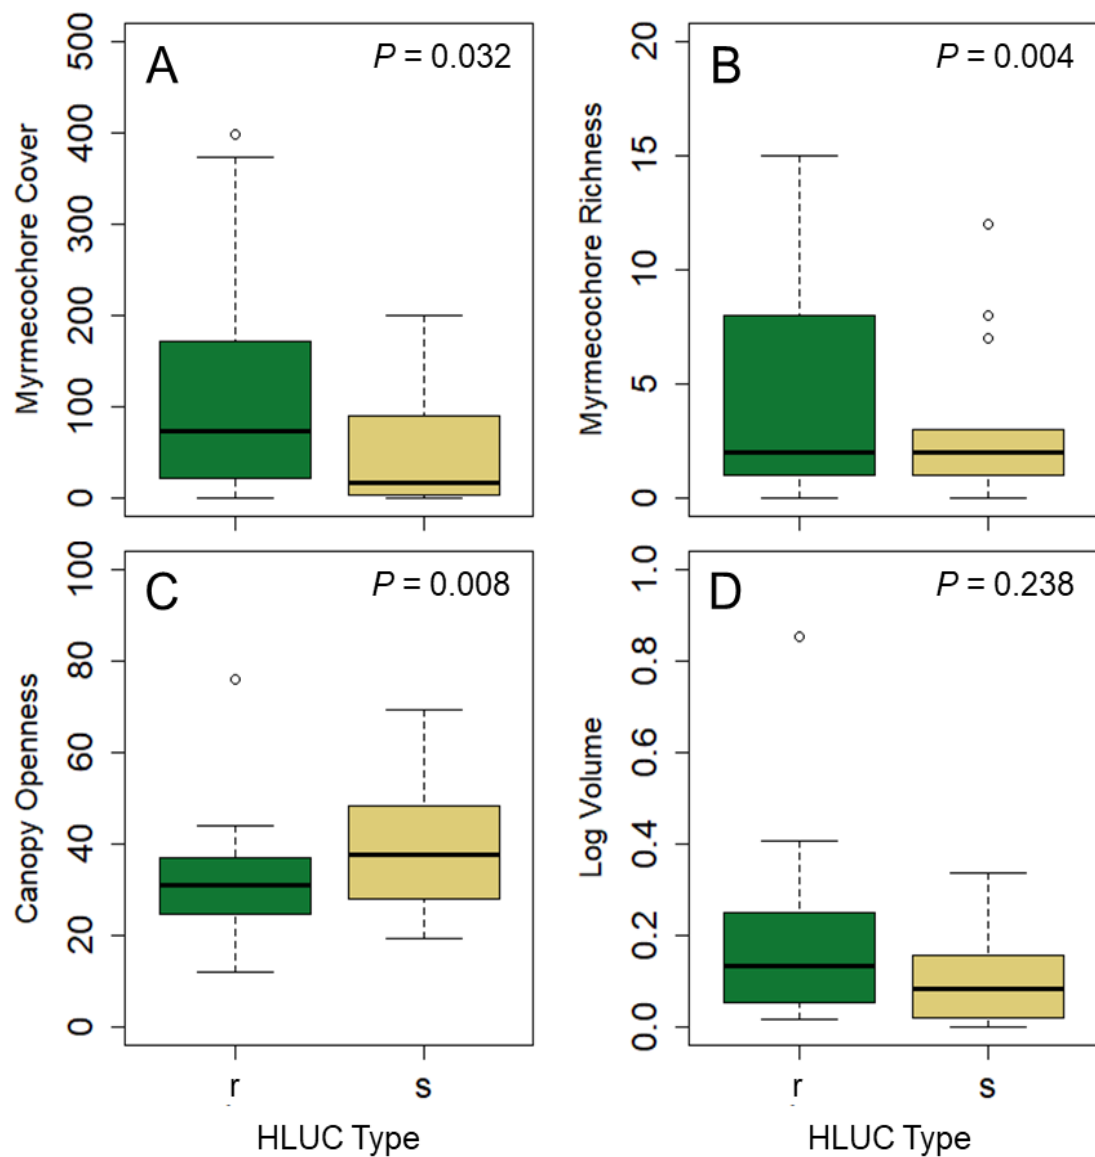 A
P = 0.032
Myrmecochore Cover
500
400
300
200
100
0
B
P = 0.004
Myrmecochore Richness
20
15
10
5
0
C
P = 0.008
Canopy Openness
100
80
60
40
20
0
r
s
HLUC Type
D
P = 0.238
Log Volume
1.0
0.8
0.6
0.4
0.2
0.0
r
s
HLUC Type